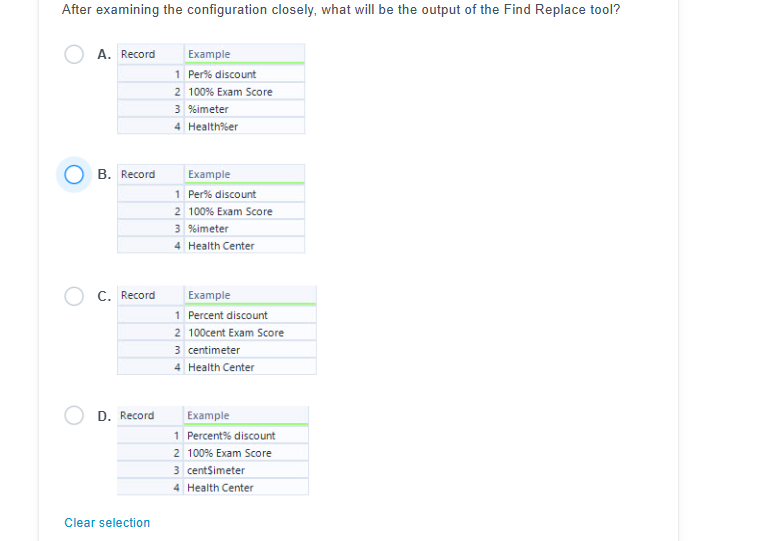 After examining the configuration closely, what will be the output of the Find Replace tool?
A. Record Example
1 Per% discount
2 100% Exam Score
3 %imeter
4 Health%er
B. Record Example
1 Per% discount
2 100% Exam Score
3 %imeter
4 Health Center
C. Record Example
1 Percent discount
2 100cent Exam Score
3 centimeter
4 Health Center
D. Record Example
1 Percent% discount
2 100% Exam Score
3 cent$imeter
4 Health Center
Clear selection